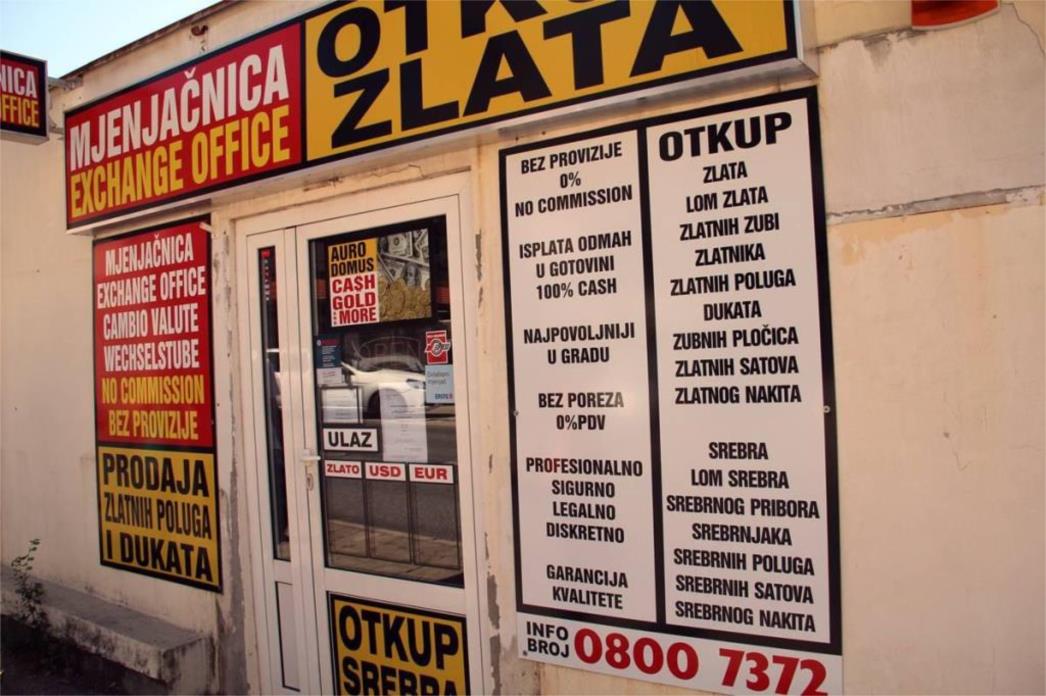 NICA
OFFICE
MJENJAČNICA
EXCHANGE OFFICE
OTKUP
ZLATA
MJENJAČNICA
EXCHANGE OFFICE
CAMBIO VALUTE
WECHSELSTUBE
NO COMMISSION
BEZ PROVIZIJE
PRODAJA
ZLATNIH POLUGA
I DUKATA
AURO
DOMUS
CA$H
GOLD
MORE
ULAZ
ZLATO
USD
EUR
OTKUP
SREBRA
BEZ PROVIZIJE
0%
NO COMMISSION
ISPLATA ODMAH
U GOTOVINI
100% CASH
NAJPOVOLJNIJI
U GRADU
BEZ POREZA
0%PDV
PROFESIONALNO
SIGURNO
LEGALNO
DISKRETNO
GARANCIJA
KVALITETE
OTKUP
ZLATA
LOM ZLATA
ZLATNIH ZUBI
ZLATNIKA
ZLATNIH POLUGA
DUKATA
ZUBNIH PLOČICA
ZLATNIH SATOVA
ZLATNOG NAKITA
SREBRA
LOM SREBRA
SREBRNOG PRIBORA
SREBRNJAKA
SREBRNIH POLUGA
SREBRNIH SATOVA
SREBRNOG NAKITA
INFO
BROJ
0800 7372